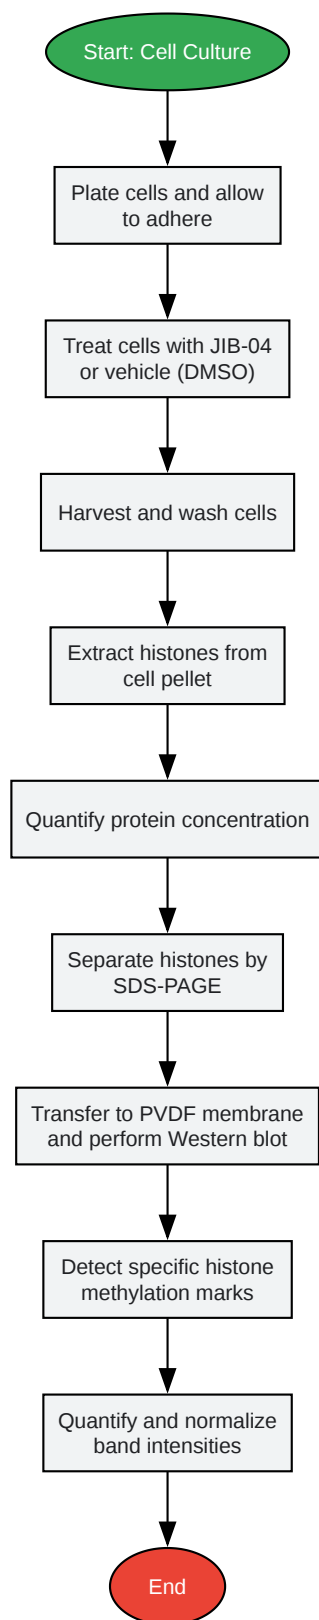 Start: Cell Culture
Plate cells and allow
to adhere
Treat cells with JIB-04
or vehicle (DMSO)
Harvest and wash cells
Extract histones from
cell pellet
Quantify protein concentration
Separate histones by
SDS-PAGE
Transfer to PVDF membrane
and perform Western blot
Detect specific histone
methylation marks
Quantify and normalize
band intensities
End